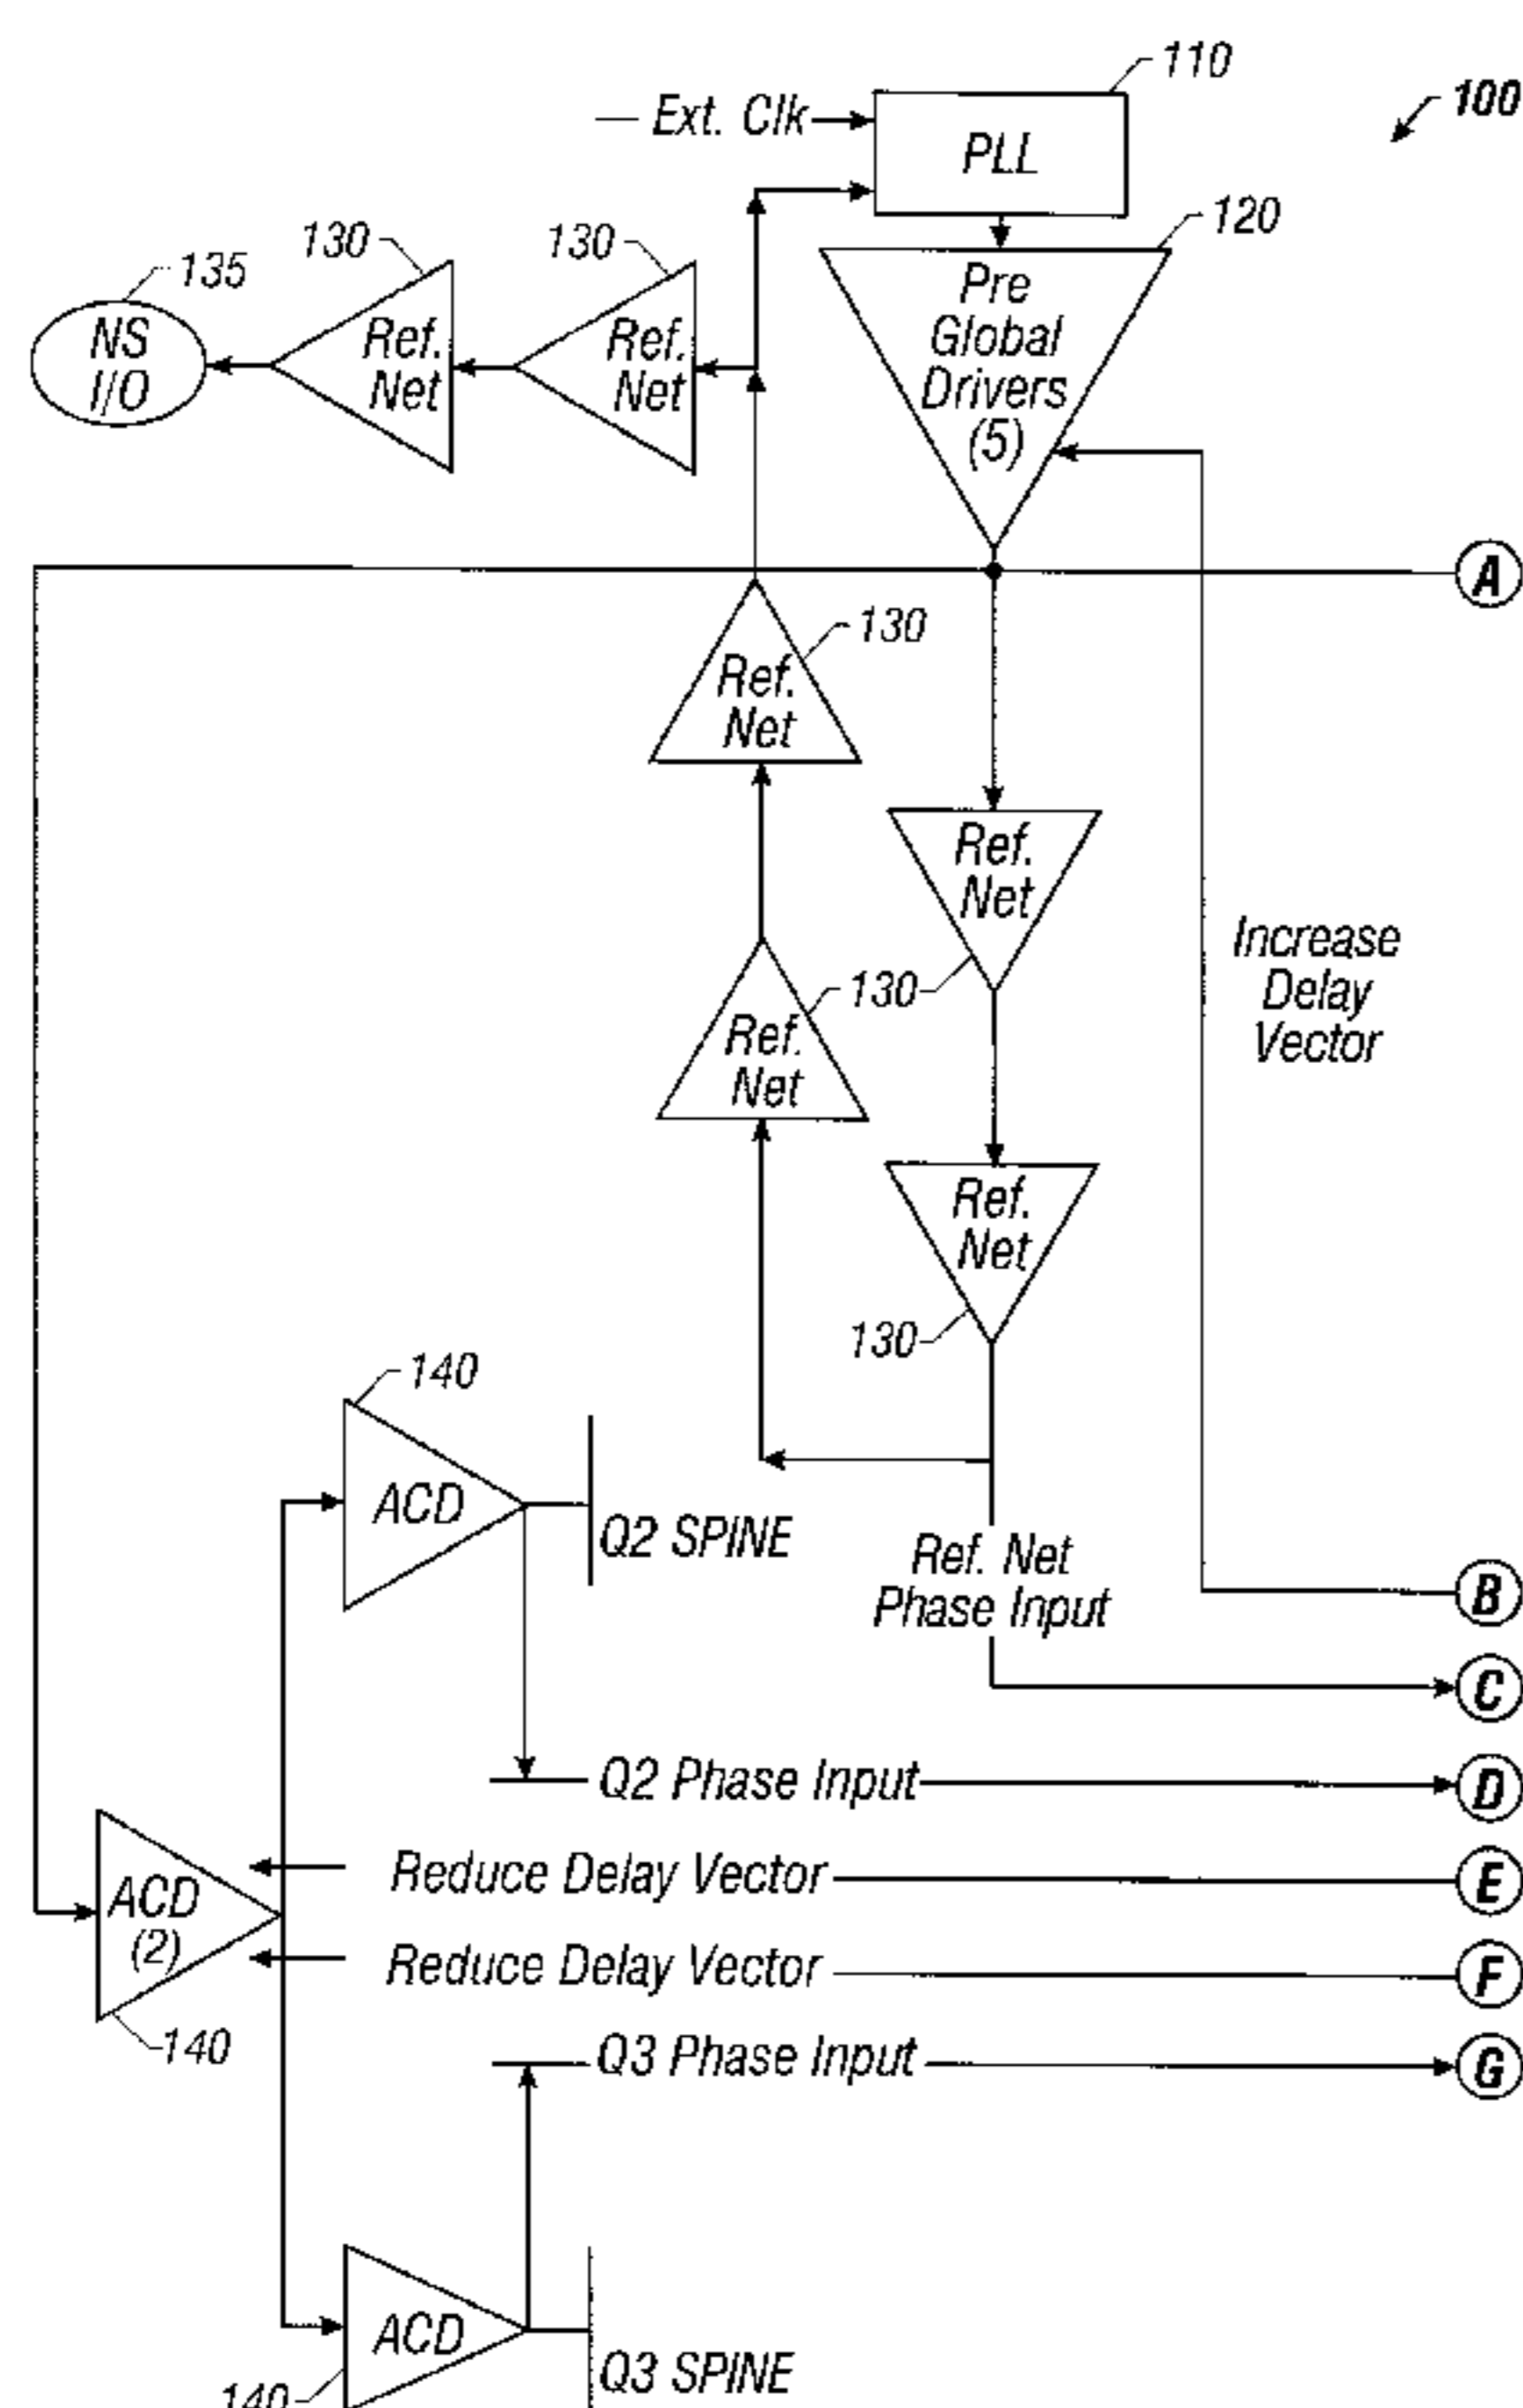 110
100
Ext. Clk
PLL
120
130
130
135
NS
I/O
Ref.
Net
Ref.
Net
Pre
Global
Drivers
(5)
A
130
Ref.
Net
Ref.
Net
130
Ref.
Net
Increase
Delay
Vector
Ref.
Net
130
140
ACD
Q2 SPINE
Ref. Net
Phase Input
B
C
Q2 Phase Input
D
Reduce Delay Vector
E
ACD
(2)
Reduce Delay Vector
F
140
Q3 Phase Input
G
ACD
Q3 SPINE
140